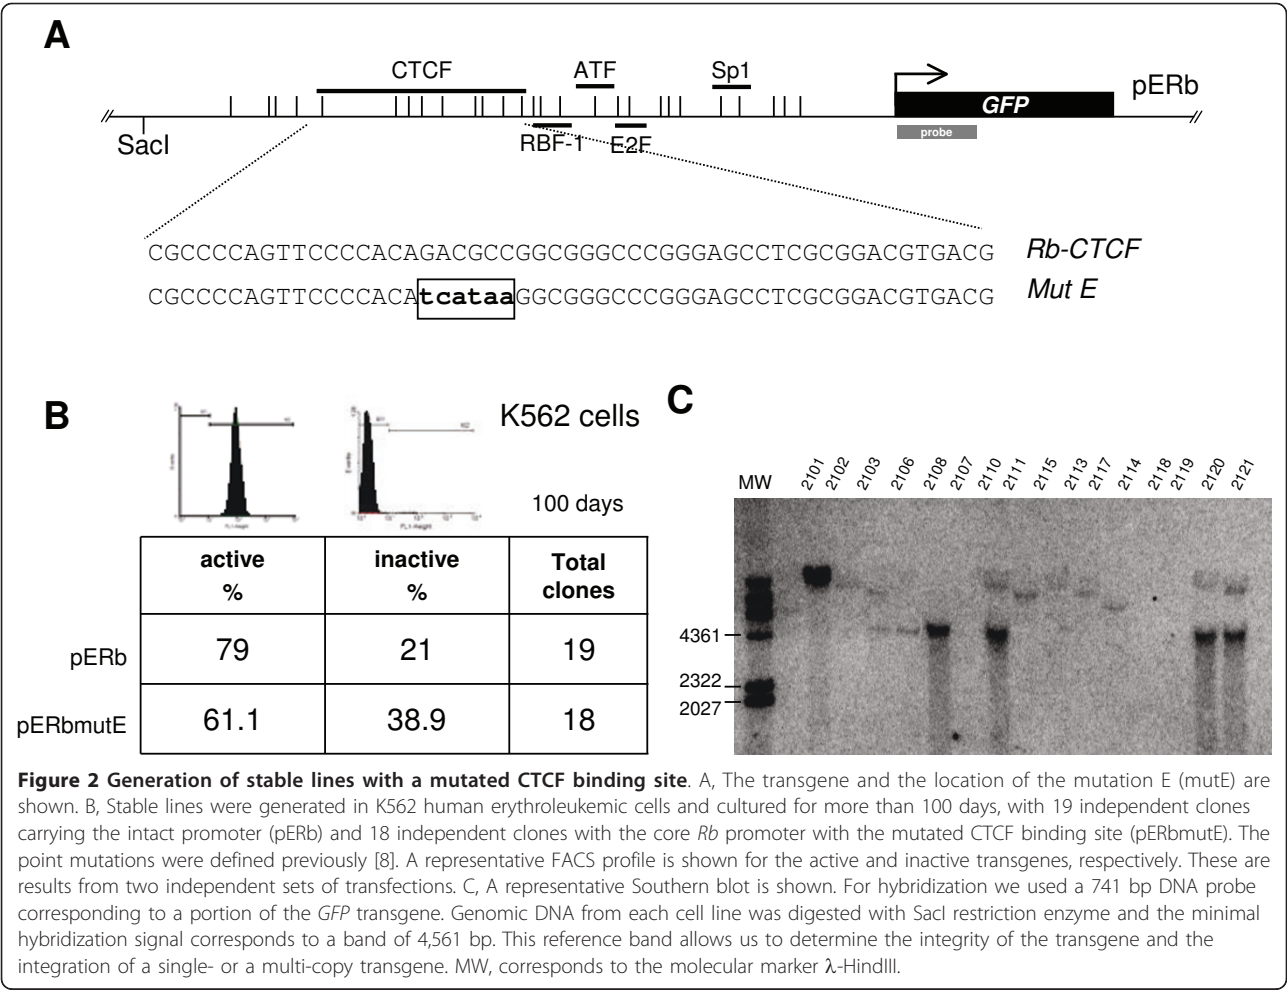 A
CTCF
ATF
Sp1
pERb
GFP
probe
SacI
RBF-1
E2F
CGCCCCAGTTCCCCACAGACGCCGGCGGGCCCGGGAGCCTCGCGGACGTGACG Rb-CTCF
CGCCCCAGTTCCCCACAtcataaGGCGGGCCCGGGAGCCTCGCGGACGTGACG Mut E
B
K562 cells
100 days
active % inactive % Total clones
pERb 79 21 19
pERbmutE 61.1 38.9 18
C
MW 2101 2102 2103 2106 2108 2107 2110 2111 2115 2113 2117 2114 2118 2119 2120 2121
4361
2322
2027
Figure 2 Generation of stable lines with a mutated CTCF binding site. A, The transgene and the location of the mutation E (mutE) are
shown. B, Stable lines were generated in K562 human erythroleukemic cells and cultured for more than 100 days, with 19 independent clones
carrying the intact promoter (pERb) and 18 independent clones with the core Rb promoter with the mutated CTCF binding site (pERbmutE). The
point mutations were defined previously [8]. A representative FACS profile is shown for the active and inactive transgenes, respectively. These are
results from two independent sets of transfections. C, A representative Southern blot is shown. For hybridization we used a 741 bp DNA probe
corresponding to a portion of the GFP transgene. Genomic DNA from each cell line was digested with SacI restriction enzyme and the minimal
hybridization signal corresponds to a band of 4,561 bp. This reference band allows us to determine the integrity of the transgene and the
integration of a single- or a multi-copy transgene. MW, corresponds to the molecular marker λ-HindIII.